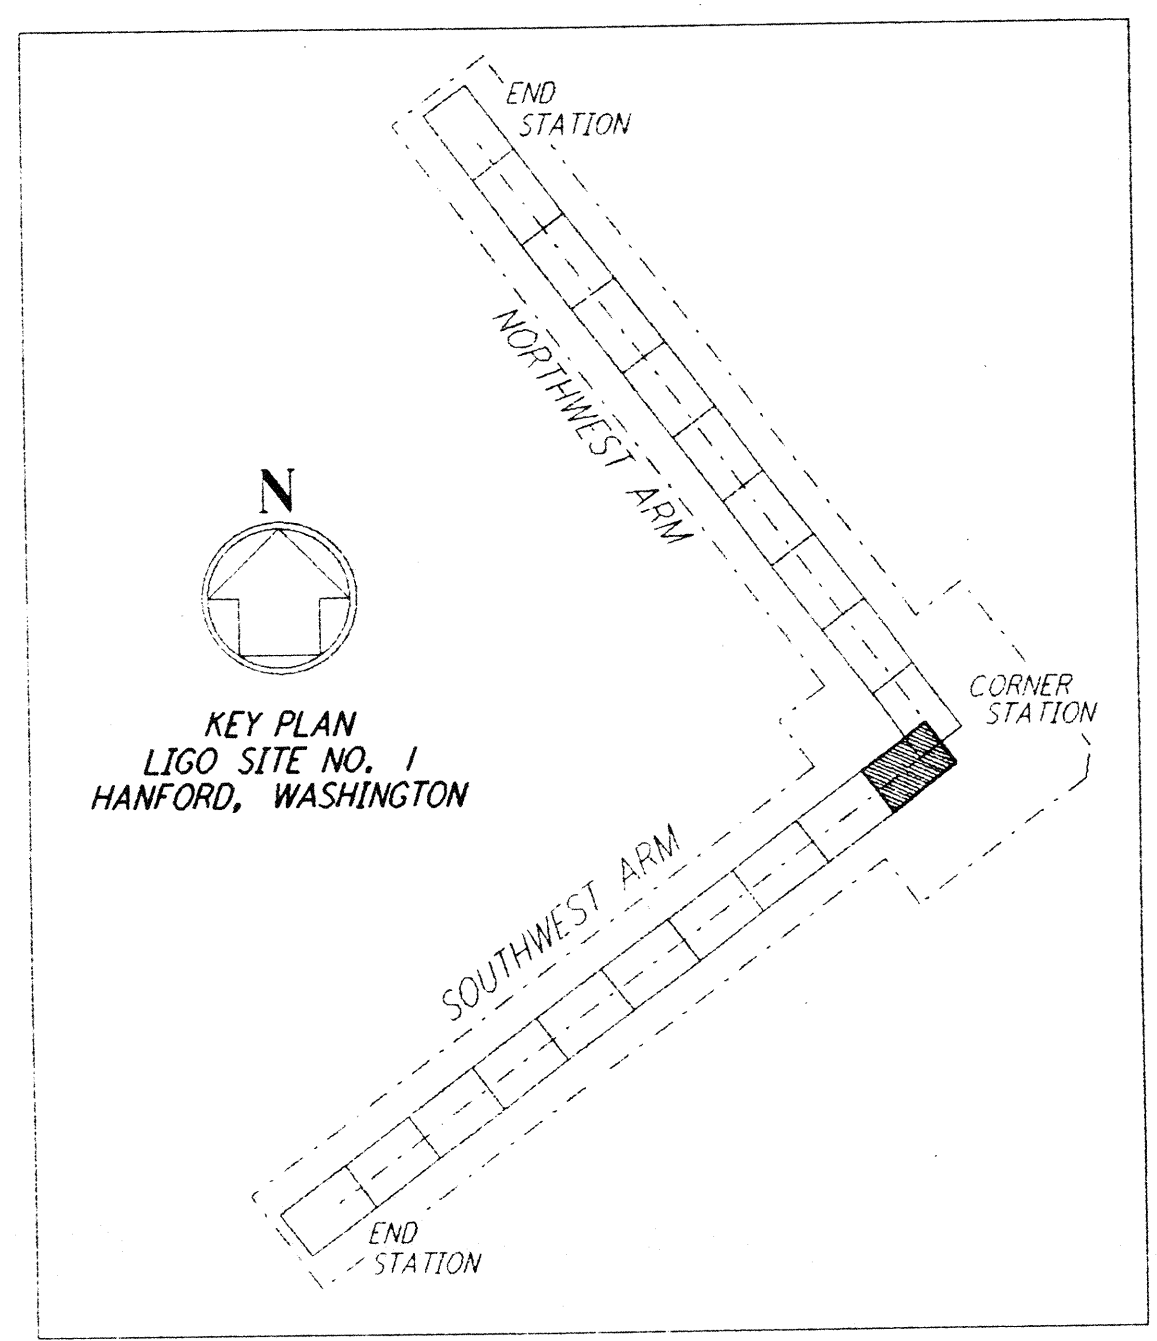 END
STATION
NORTHWEST ARM
N
CORNER
STATION
KEY PLAN
LIGO SITE NO. 1
HANFORD, WASHINGTON
SOUTHWEST ARM
END
STATION